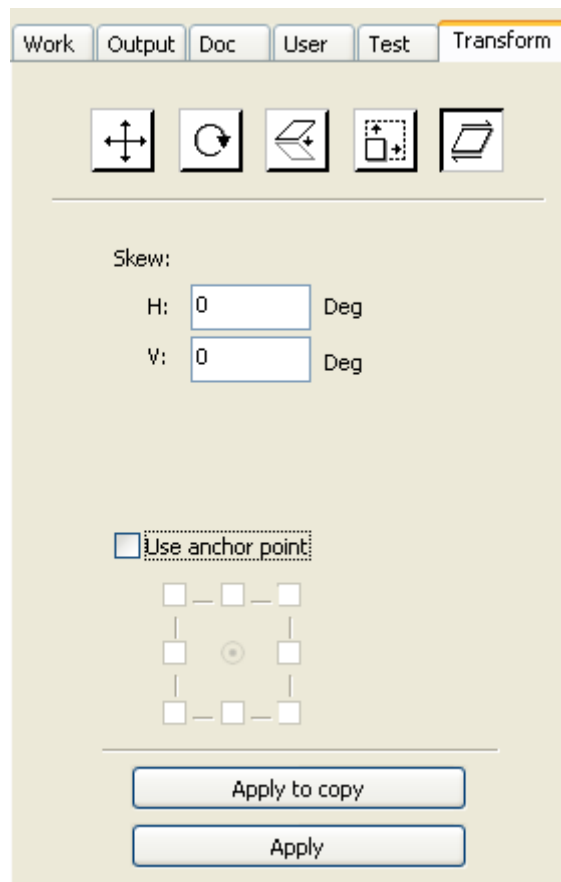 Work Output Doc User Test Transform
Skew:
H: 0 Deg
V: 0 Deg
Use anchor point
Apply to copy
Apply